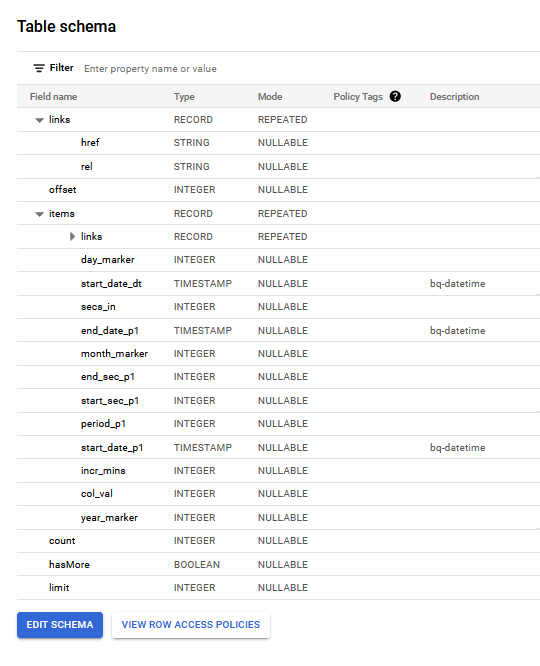 Table schema
Filter Enter property name or value
Field name Type Mode Policy Tags ? Description
links RECORD REPEATED
href STRING NULLABLE
rel STRING NULLABLE
offset INTEGER NULLABLE
items RECORD REPEATED
links RECORD REPEATED
day_marker INTEGER NULLABLE
start_date_dt TIMESTAMP NULLABLE bq-datetime
secs_in INTEGER NULLABLE
end_date_p1 TIMESTAMP NULLABLE bq-datetime
month_marker INTEGER NULLABLE
end_sec_p1 INTEGER NULLABLE
start_sec_p1 INTEGER NULLABLE
period_p1 INTEGER NULLABLE
start_date_p1 TIMESTAMP NULLABLE bq-datetime
incr_mins INTEGER NULLABLE
col_val INTEGER NULLABLE
year_marker INTEGER NULLABLE
count INTEGER NULLABLE
hasMore BOOLEAN NULLABLE
limit INTEGER NULLABLE
EDIT SCHEMA VIEW ROW ACCESS POLICIES